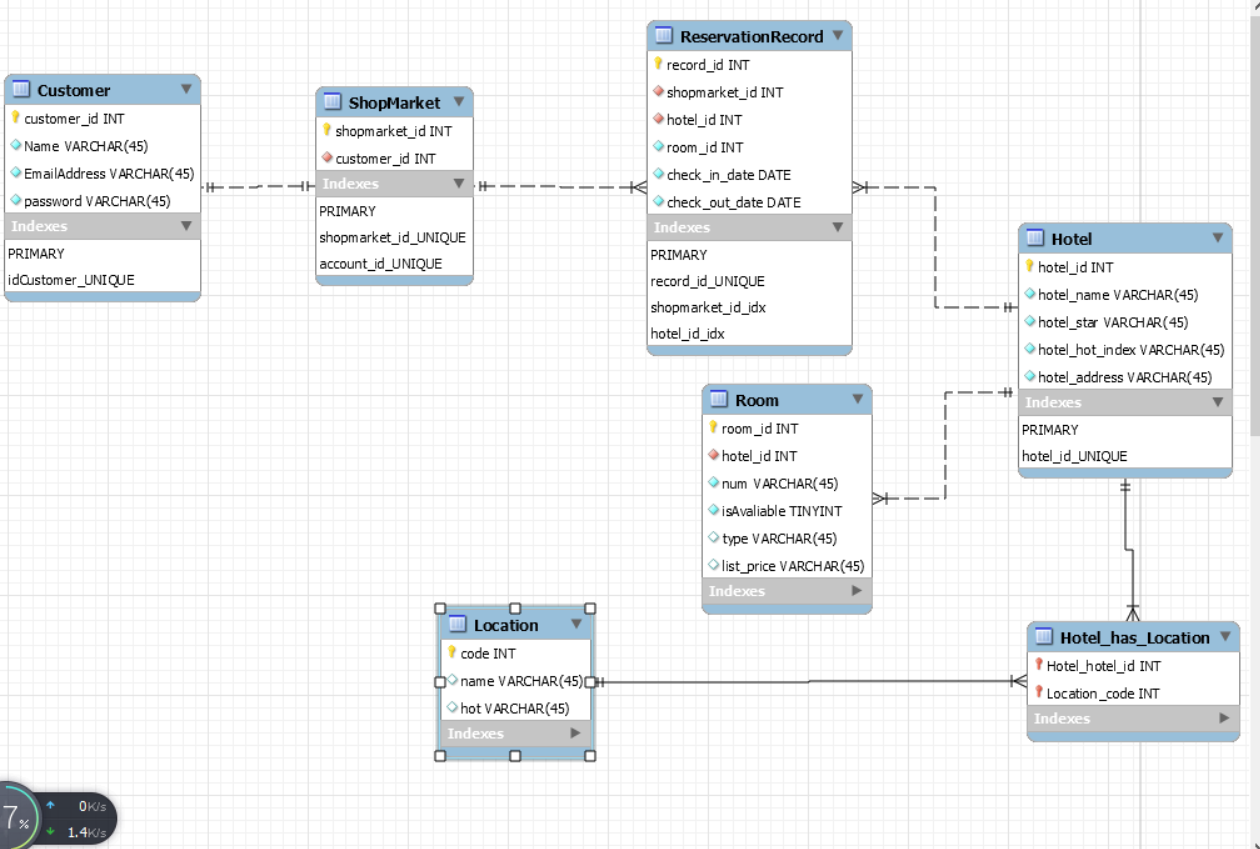 Customer
customer_id INT
Name VARCHAR(45)
EmailAddress VARCHAR(45)
password VARCHAR(45)
Indexes
PRIMARY
idCustomer_UNIQUE
ShopMarket
shopmarket_id INT
customer_id INT
Indexes
PRIMARY
shopmarket_id_UNIQUE
account_id_UNIQUE
ReservationRecord
record_id INT
shopmarket_id INT
hotel_id INT
room_id INT
check_in_date DATE
check_out_date DATE
Indexes
PRIMARY
record_id_UNIQUE
shopmarket_id_idx
hotel_id_idx
Hotel
hotel_id INT
hotel_name VARCHAR(45)
hotel_star VARCHAR(45)
hotel_hot_index VARCHAR(45)
hotel_address VARCHAR(45)
Indexes
PRIMARY
hotel_id_UNIQUE
Room
room_id INT
hotel_id INT
num VARCHAR(45)
isAvaliable TINYINT
type VARCHAR(45)
list_price VARCHAR(45)
Indexes
Location
code INT
name VARCHAR(45)
hot VARCHAR(45)
Indexes
Hotel_has_Location
Hotel_hotel_id INT
Location_code INT
Indexes
7%
0K/s
1.4K/s